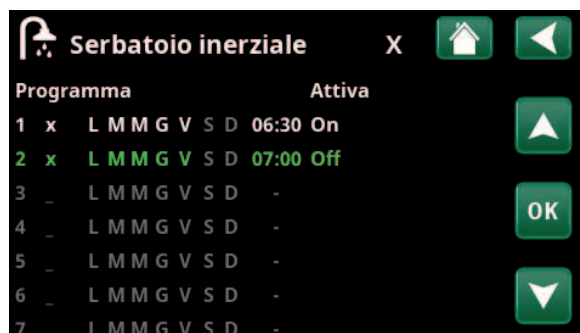 Serbatoio inerziale X
Programma Attiva
1 x L M M G V S D 06:30 On
2 x L M M G V S D 07:00 Off
3 _ L M M G V S D -
4 _ L M M G V S D -
OK
5 _ L M M G V S D -
6 _ L M M G V S D -
7 L M M G V S D